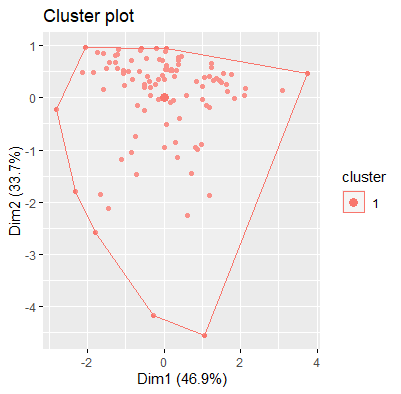 Cluster plot
1
0
-1
-2
-3
-4
Dim2 (33.7%)
-2
0
2
4
Dim1 (46.9%)
cluster
1